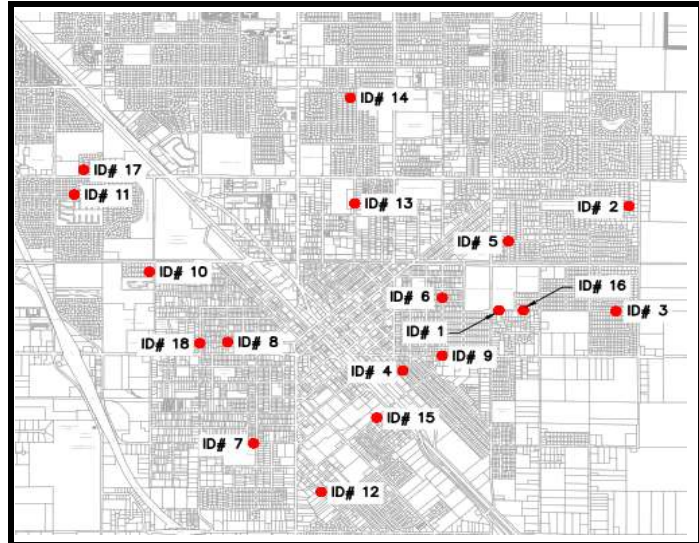 ID# 14
ID# 17
ID# 11
ID# 13
ID# 2
ID# 5
ID# 10
ID# 16
ID# 6
ID# 1
ID# 3
ID# 18
ID# 8
ID# 9
ID# 4
ID# 15
ID# 7
ID# 12